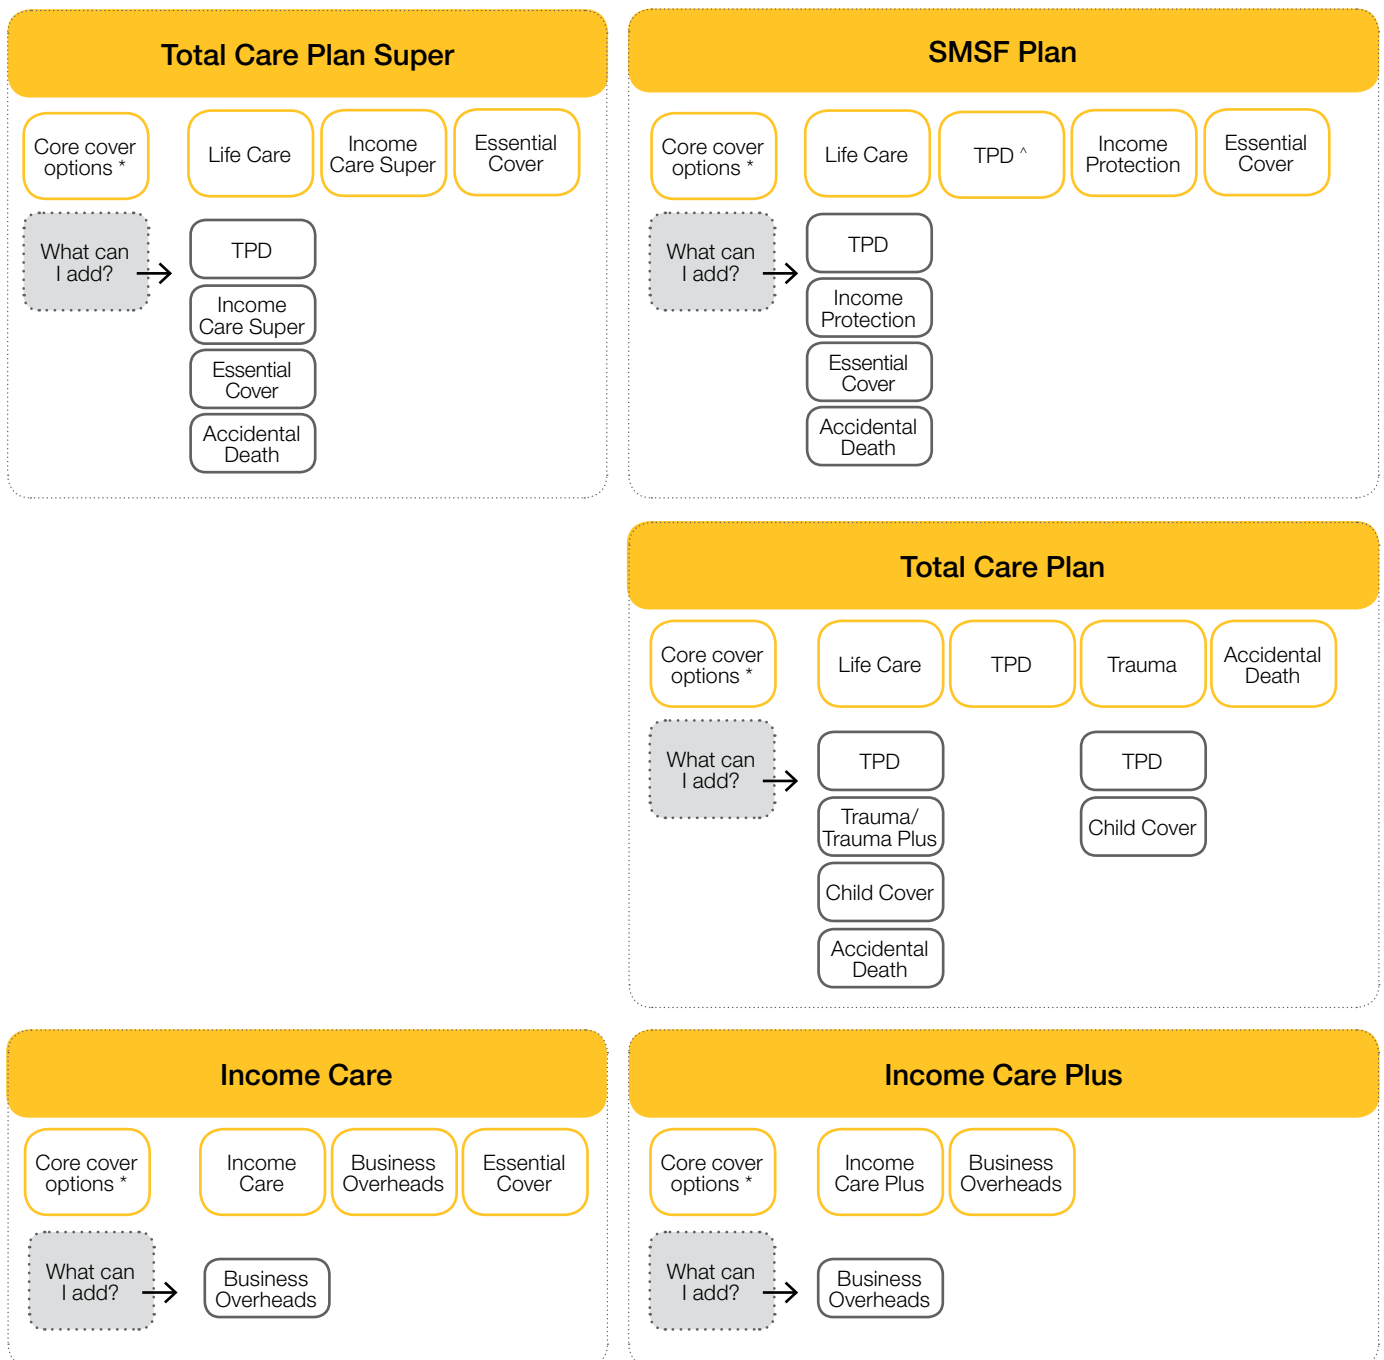 Total Care Plan Super
Core cover
options *
Life Care
Income
Care Super
Essential
Cover
What can
I add?
TPD
Income
Care Super
Essential
Cover
Accidental
Death
SMSF Plan
Core cover
options *
Life Care
TPD ^
Income
Protection
Essential
Cover
What can
I add?
TPD
Income
Protection
Essential
Cover
Accidental
Death
Total Care Plan
Core cover
options *
Life Care
TPD
Trauma
Accidental
Death
What can
I add?
TPD
Trauma/
Trauma Plus
Child Cover
Accidental
Death
TPD
Child Cover
Income Care
Core cover
options *
Income
Care
Business
Overheads
Essential
Cover
What can
I add?
Business
Overheads
Income Care Plus
Core cover
options *
Income
Care Plus
Business
Overheads
What can
I add?
Business
Overheads